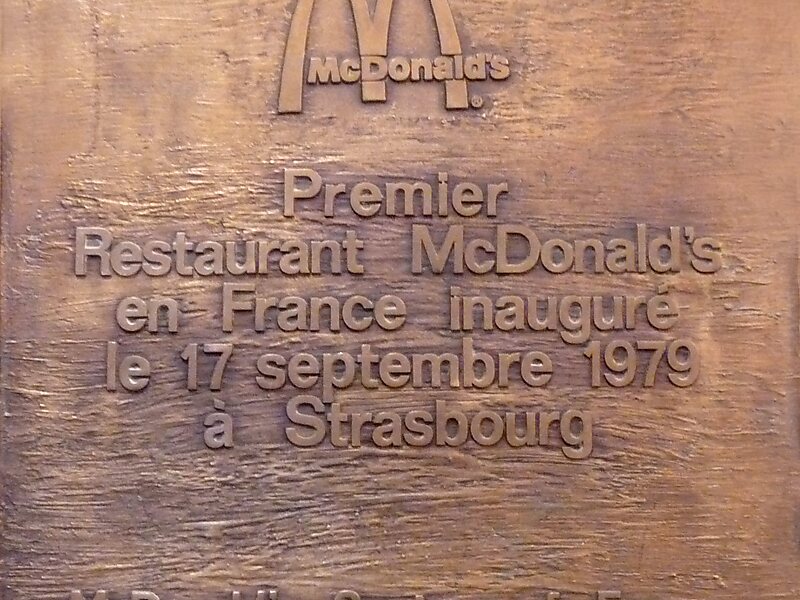 McDonald's
Premier
Restaurant McDonald's
en France inauguré
le 17 septembre 1979
à Strasbourg